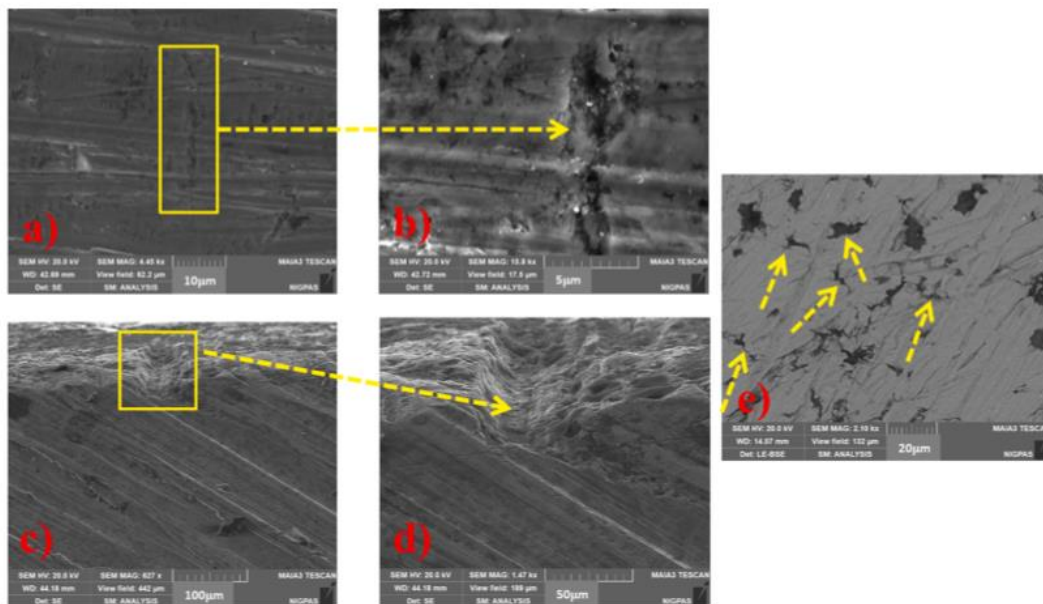 a)
SEM HV: 20.0 kV SEM MAG: 4.45 kx MAIA3 TESCAN
WD: 42.69 mm View field: 62.2 µm 10µm
Det: SE SM: ANALYSIS NIGPAS
b)
SEM HV: 20.0 kV SEM MAG: 15.8 kx MAIA3 TESCAN
WD: 42.72 mm View field: 17.5 µm 5µm
Det: SE SM: ANALYSIS NIGPAS
c)
SEM HV: 20.0 kV SEM MAG: 627 x MAIA3 TESCAN
WD: 44.18 mm View field: 442 µm 100µm
Det: SE SM: ANALYSIS NIGPAS
d)
SEM HV: 20.0 kV SEM MAG: 1.47 kx MAIA3 TESCAN
WD: 44.18 mm View field: 189 µm 50µm
Det: SE SM: ANALYSIS NIGPAS
e)
SEM HV: 20.0 kV SEM MAG: 2.10 kx MAIA3 TESCAN
WD: 14.07 mm View field: 132 µm 20µm
Det: LE-BSE SM: ANALYSIS NIGPAS